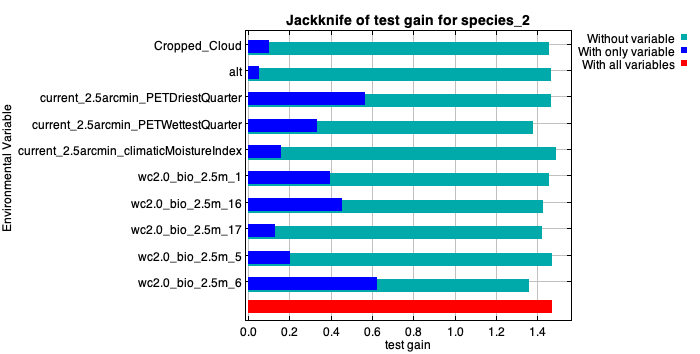 Jackknife of test gain for species_2
Without variable
With only variable
With all variables
Environmental Variable
Cropped_Cloud
alt
current_2.5arcmin_PETDriestQuarter
current_2.5arcmin_PETWettestQuarter
current_2.5arcmin_climaticMoistureIndex
wc2.0_bio_2.5m_1
wc2.0_bio_2.5m_16
wc2.0_bio_2.5m_17
wc2.0_bio_2.5m_5
wc2.0_bio_2.5m_6
0.0 0.2 0.4 0.6 0.8 1.0 1.2 1.4
test gain